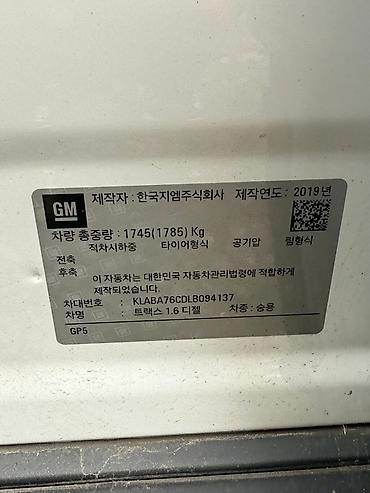 GM 제작자 : 한국지엠주식회사 제작연도 : 2019년
차량 총중량 : 1745(1785) Kg
적차시하중 타이어형식 공기압 림형식
전축
후축
이 자동차는 대한민국 자동차관리법령에 적합하게
제작되었습니다.
차대번호 : KLABA76CDLB094137
차명 : 트랙스 1.6 디젤 차종 : 승용
GP5